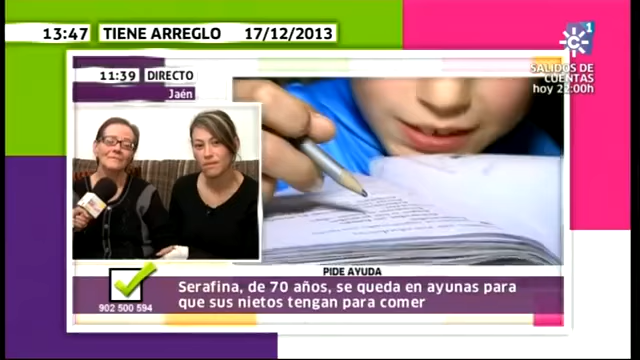 13:47 TIENE ARREGLO 17/12/2013
1
SALIDOS DE
CUENTAS
hoy 22:00h
11:39 DIRECTO
Jaén
PIDE AYUDA
Serafina, de 70 años, se queda en ayunas para
que sus nietos tengan para comer
902 500 594